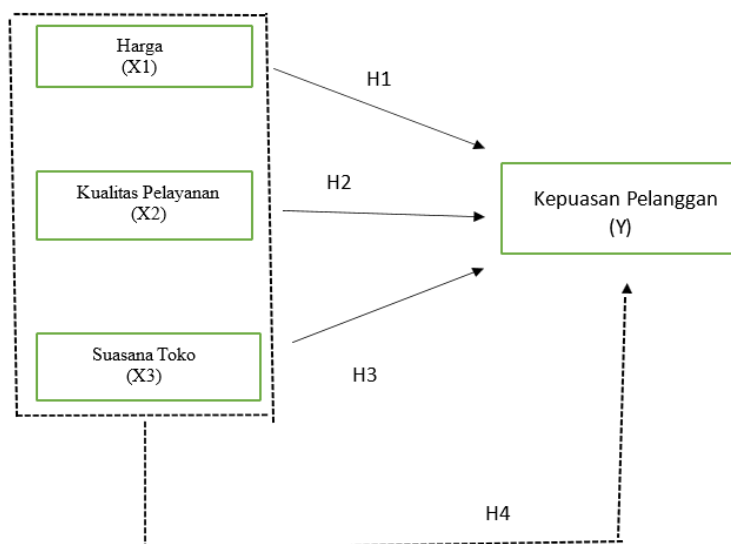 Harga
(X1)
H1
Kualitas Pelayanan
(X2)
H2
Kepuasan Pelanggan
(Y)
Suasana Toko
(X3)
H3
H4